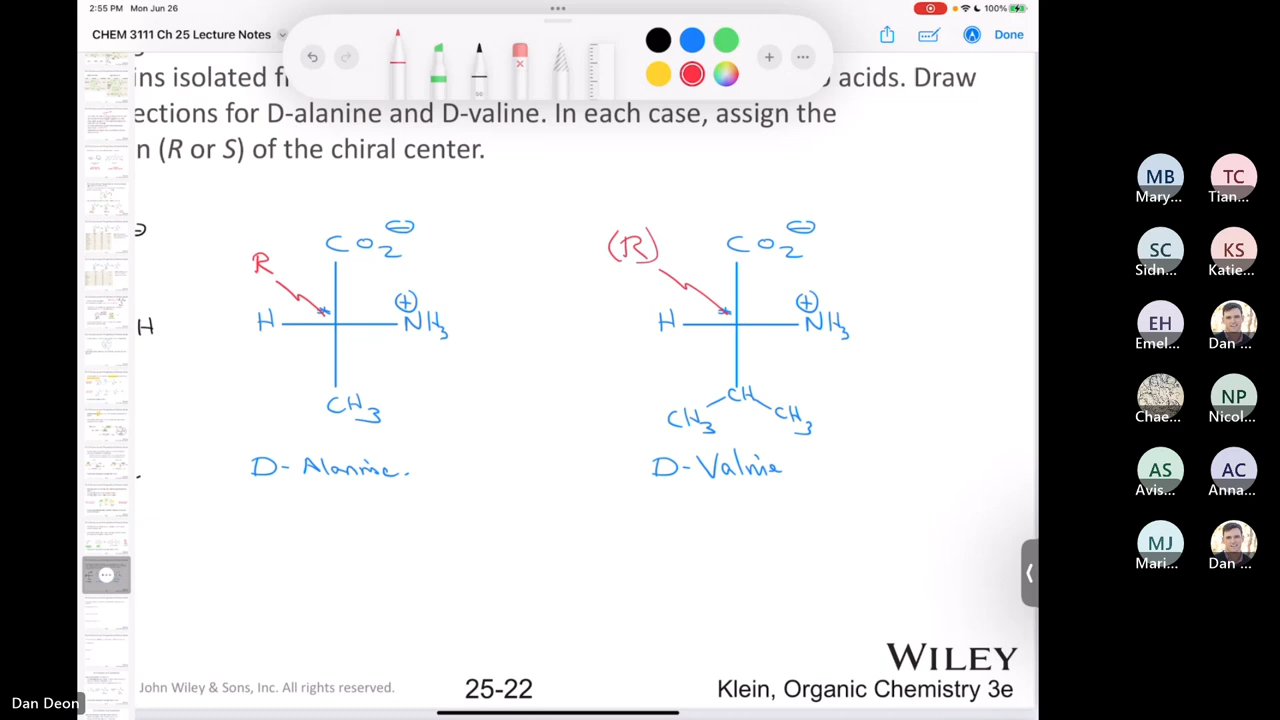 2:55 PM Mon Jun 26
100%
CHEM 3111 Ch 25 Lecture Notes
Done
ins isolated f
acids. Draw
ections for D-alanine and D-valine. In each case, assign the
n (R or S) of the chiral center.
CO2 ⊖
R
*
H
⊕
NH3
CH3
D-Alanine.
CO2 ⊖
(R)
*
H
⊕
NH3
CH
CH3
CH3
D-Valine
H
WILEY
John Wiley & Sons, Inc. All rights reserved.
25-22
Klein, Organic Chemistry 3e
Dan Deon
MB
Mary...
TC
Tian...
SC
Sidn...
KS
Katie...
EH
Emel...
Dan ...
Chae...
NP
Nicol...
AS
Avis...
AC
Anna...
MJ
Mari...
Dan ...